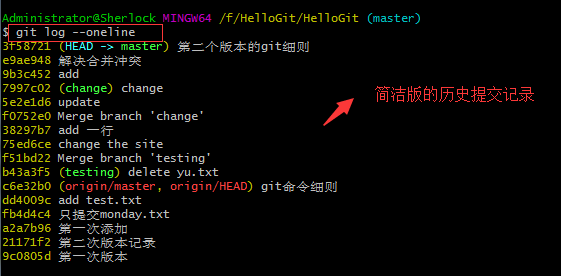 Administrator@Sherlock MINGW64 /f/HelloGit/HelloGit (master)
$ git log --oneline
3f58721 (HEAD -> master) 第二个版本的git细则
e9ae948 解决合并冲突
9b3c452 add
7997c02 (change) change
简洁版的历史提交记录
5e2e1d6 update
f0752e0 Merge branch 'change'
38297b7 add 一行
75ed6ce change the site
f51bd22 Merge branch 'testing'
b43a3f5 (testing) delete yu.txt
c6e32b0 (origin/master, origin/HEAD) git命令细则
dd4009c add test.txt
fb4d4c4 只提交monday.txt
a2a7b96 第一次添加
21171f2 第二次版本记录
9c0805d 第一次版本